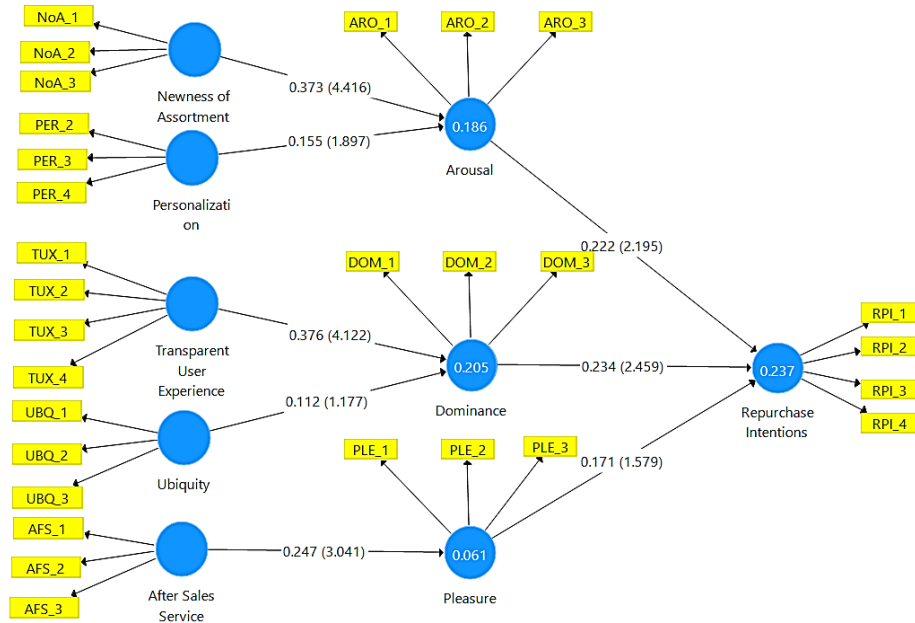 NoA_1
NoA_2
NoA_3
Newness of
Assortment
PER_2
PER_3
PER_4
Personalizati
on
TUX_1
TUX_2
TUX_3
TUX_4
Transparent
User
Experience
UBQ_1
UBQ_2
UBQ_3
Ubiquity
AFS_1
AFS_2
AFS_3
After Sales
Service
0.373 (4.416)
0.155 (1.897)
0.376 (4.122)
0.112 (1.177)
0.247 (3.041)
ARO_1
ARO_2
ARO_3
0.186
Arousal
DOM_1
DOM_2
DOM_3
0.205
Dominance
PLE_1
PLE_2
PLE_3
0.061
Pleasure
0.222 (2.195)
0.234 (2.459)
0.171 (1.579)
0.237
Repurchase
Intentions
RPI_1
RPI_2
RPI_3
RPI_4